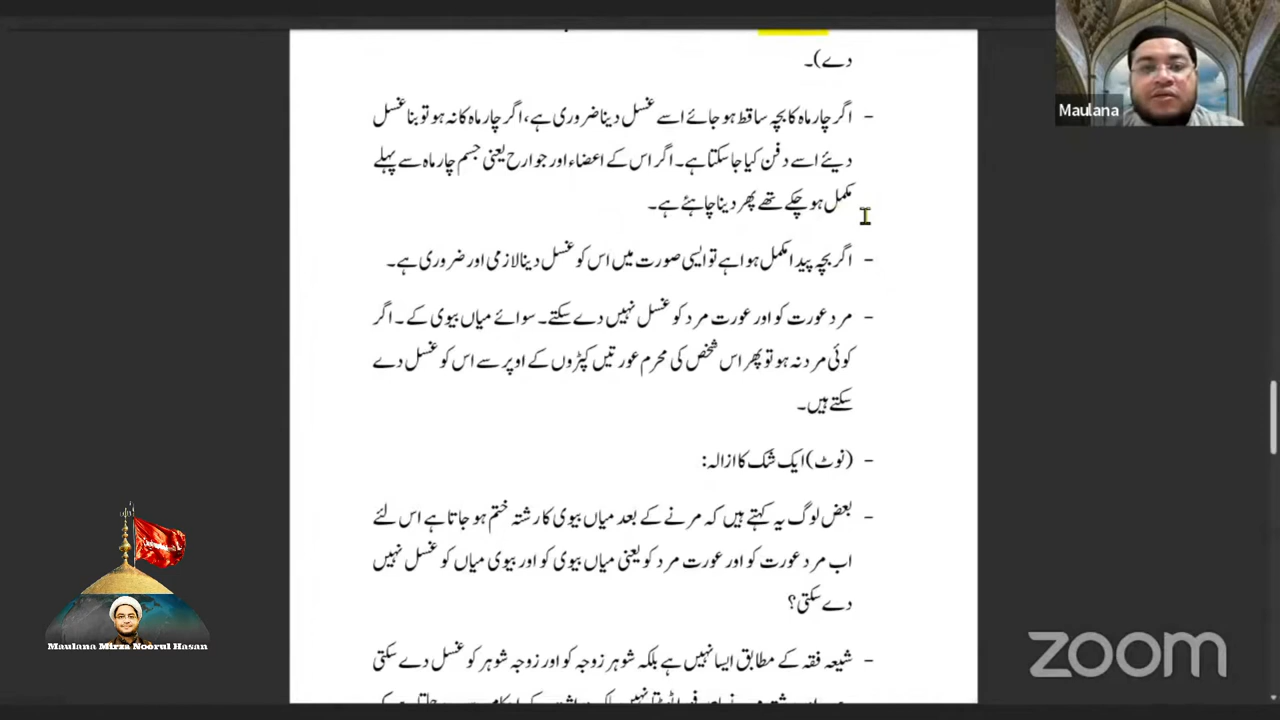 دے)۔
Maulana
- اگر چار ماہ کا بچہ ساقط ہو جائے اسے غسل دینا ضروری ہے، اگر چار ماہ کا نہ ہو تو بنا غسل
دیئے اسے دفن کیا جا سکتا ہے۔ اگر اس کے اعضاء اور جوارح یعنی جسم چار ماہ سے پہلے
مکمل ہو چکے تھے پھر دینا چاہئے ہے۔
- اگر بچہ پیدا مکمل ہوا ہے تو ایسی صورت میں اس کو غسل دینا لازمی اور ضروری ہے۔
- مرد عورت کو اور عورت مرد کو غسل نہیں دے سکتے۔ سوائے میاں بیوی کے ۔ اگر
کوئی مرد نہ ہو تو پھر اس شخص کی محرم عورتیں کپڑوں کے اوپر سے اس کو غسل دے
سکتے ہیں۔
- (نوٹ) ایک شک کا ازالہ:
- بعض لوگ یہ کہتے ہیں کہ مرنے کے بعد میاں بیوی کا رشتہ ختم ہو جاتا ہے اس لئے
اب مرد عورت کو اور عورت مرد کو یعنی میاں بیوی کو اور بیوی میاں کو غسل نہیں
دے سکتی؟
- شیعہ فقہ کے مطابق ایسا نہیں ہے بلکہ شوہر زوجہ کو اور زوجہ شوہر کو غسل دے سکتی
Maulana Mirza Noorul Hasan
zoom